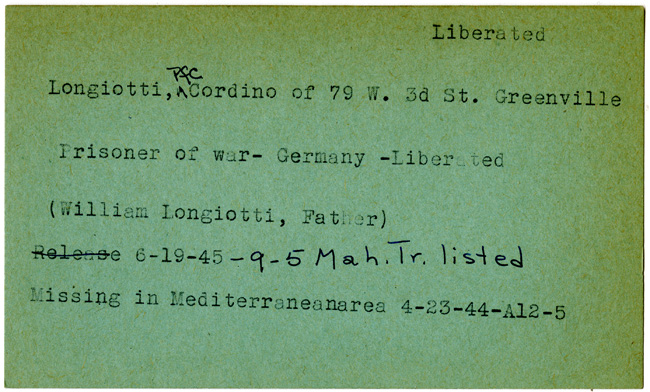 Liberated
Longiotti, Pfc Cordino of 79 W. 3d St. Greenville
Prisoner of war- Germany -Liberated
(William Longiotti, Father)
Release 6-19-45-9-5 Mah. Tr. listed
Missing in Mediterraneanarea 4-23-44-A12-5